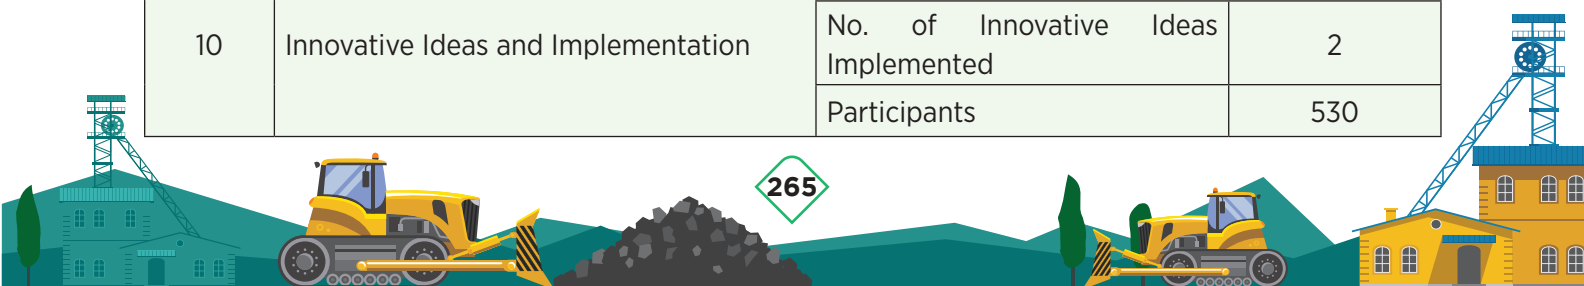 No. of Innovative Ideas
10 Innovative Ideas and Implementation 2
Implemented
Participants 530
265